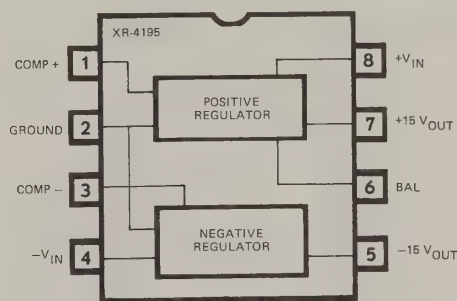 XR-4195
COMP +
1
GROUND
2
COMP −
3
−VIN
4
POSITIVE
REGULATOR
NEGATIVE
REGULATOR
8
+VIN
7
+15 VOUT
6
BAL
5
−15 VOUT